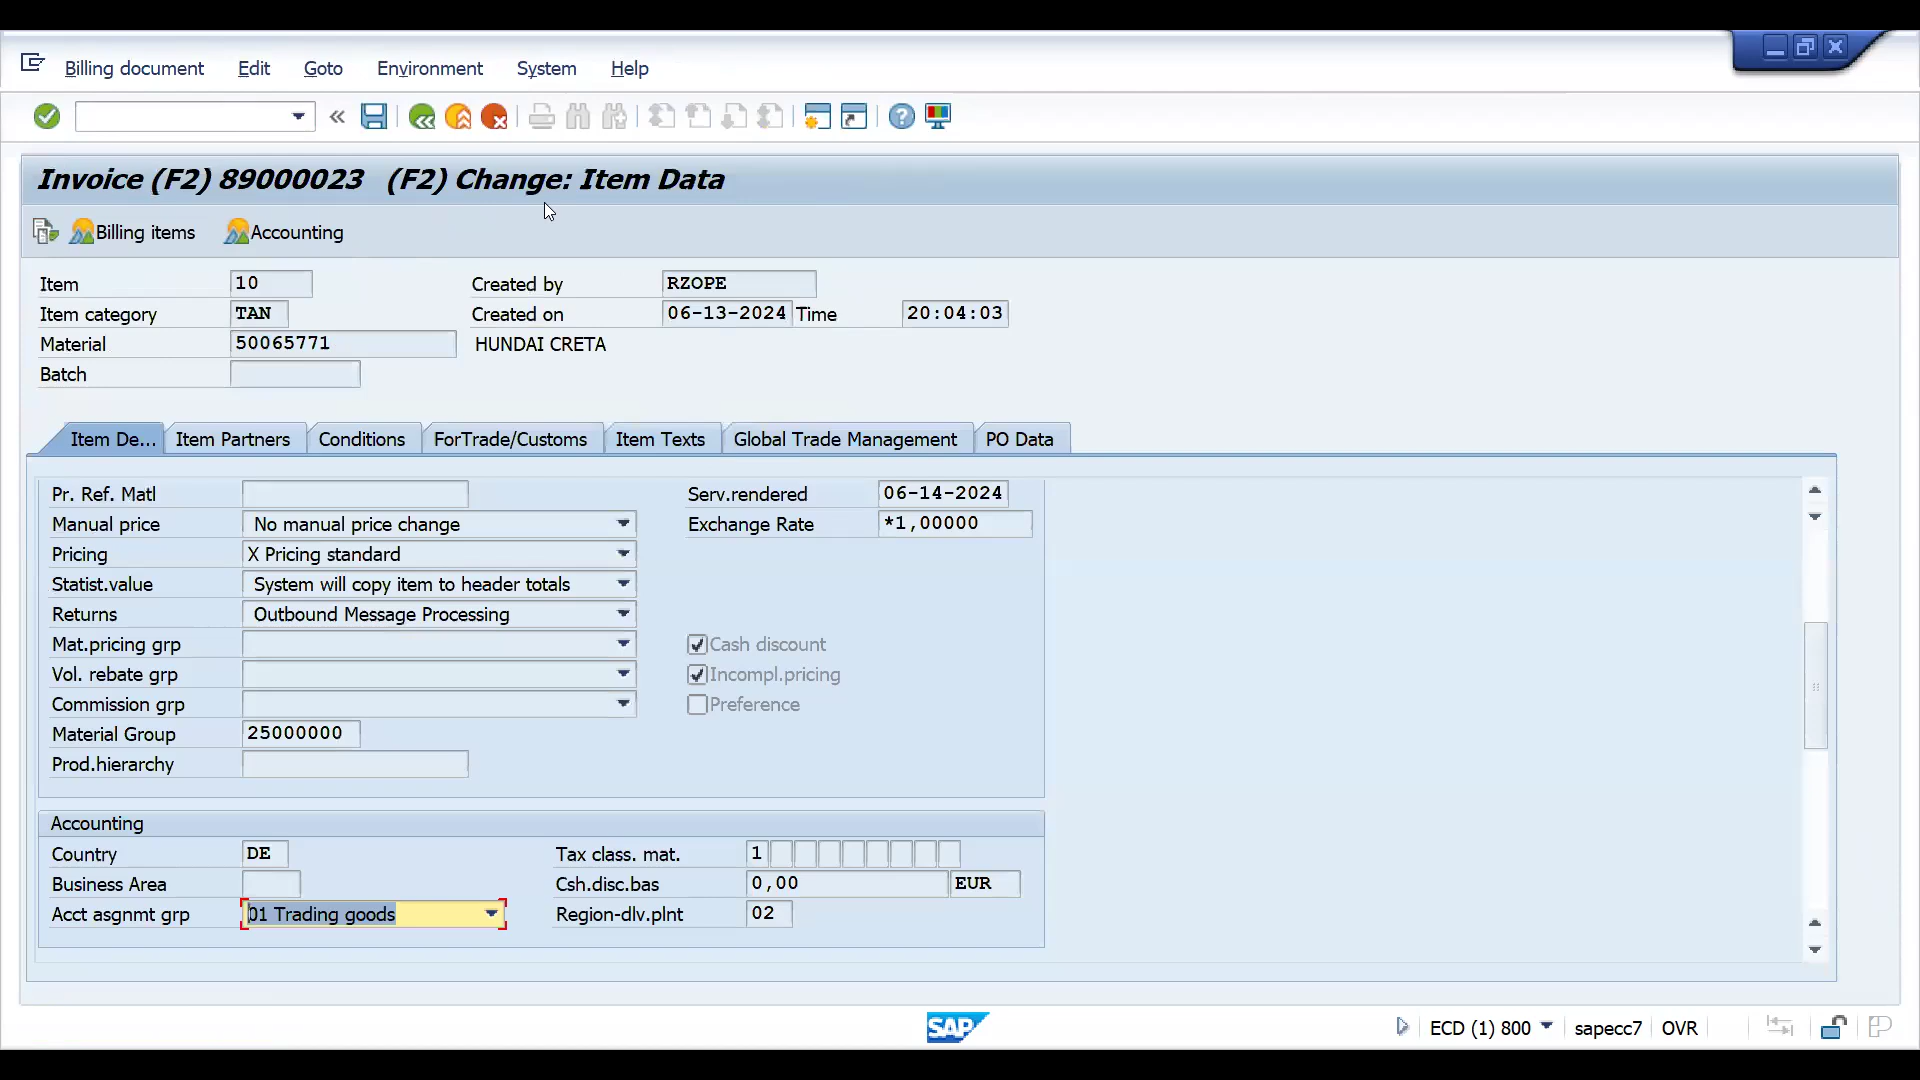 Billing document Edit Goto Environment System Help
Invoice (F2) 89000023 (F2) Change: Item Data
Billing items Accounting
Item 10 Created by RZOPE
Item category TAN Created on 06-13-2024 Time 20:04:03
Material 50065771 HUNDAI CRETA
Batch
Item De... Item Partners Conditions ForTrade/Customs Item Texts Global Trade Management PO Data
Pr. Ref. Matl Serv.rendered 06-14-2024
Manual price No manual price change Exchange Rate *1,00000
Pricing X Pricing standard
Statist.value System will copy item to header totals
Returns Outbound Message Processing
Mat.pricing grp Cash discount
Vol. rebate grp Incompl.pricing
Commission grp Preference
Material Group 25000000
Prod.hierarchy
Accounting
Country DE Tax class. mat. 1
Business Area Csh.disc.bas 0,00 EUR
Acct asgnmt grp 01 Trading goods Region-dlv.plnt 02
SAP ECD (1) 800 sapecc7 OVR